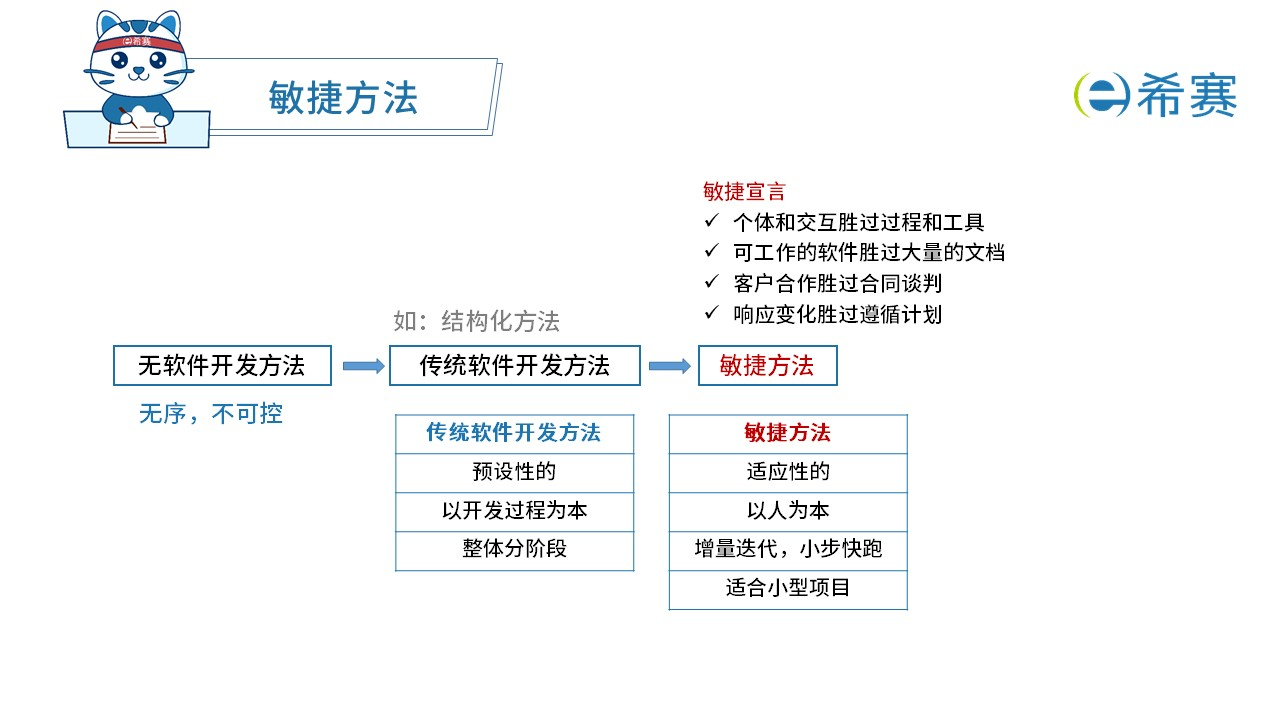 希赛
敏捷方法
希赛
敏捷宣言
✓ 个体和交互胜过过程和工具
✓ 可工作的软件胜过大量的文档
✓ 客户合作胜过合同谈判
✓ 响应变化胜过遵循计划
如：结构化方法
无软件开发方法
传统软件开发方法
敏捷方法
无序，不可控
传统软件开发方法
预设性的
以开发过程为本
整体分阶段
敏捷方法
适应性的
以人为本
增量迭代，小步快跑
适合小型项目